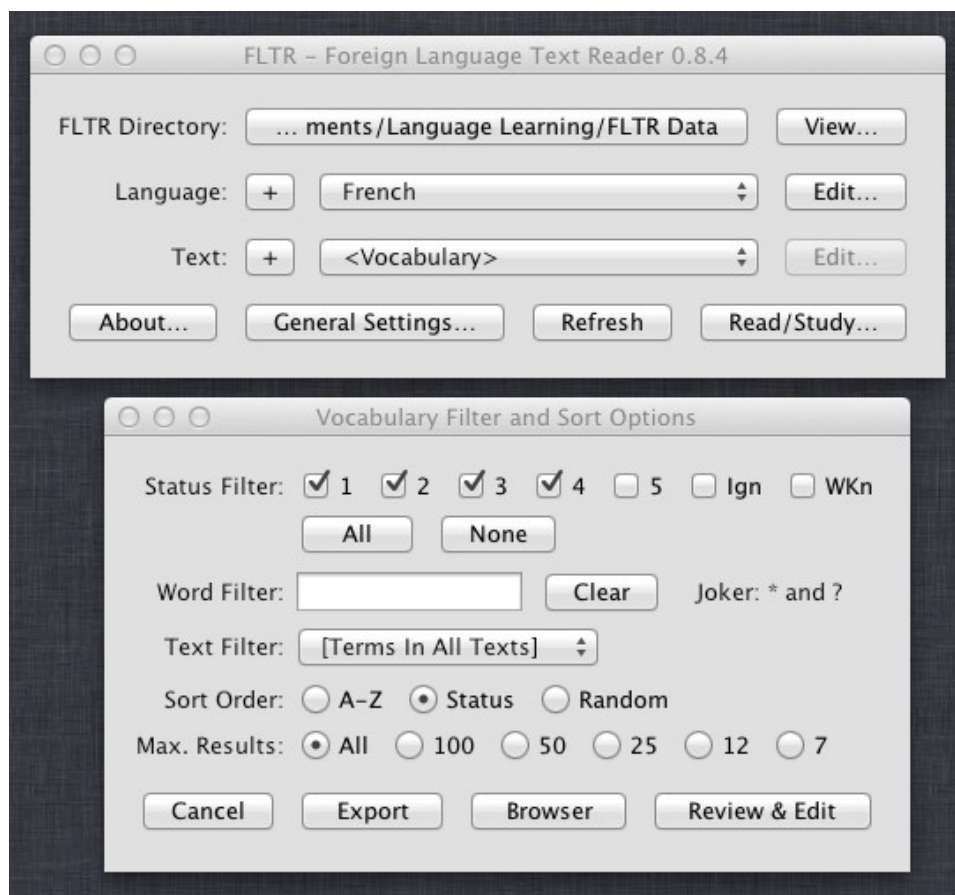 FLTR – Foreign Language Text Reader 0.8.4
FLTR Directory: ... ments/Language Learning/FLTR Data View...
Language: + French Edit...
Text: + <Vocabulary> Edit...
About... General Settings... Refresh Read/Study...
Vocabulary Filter and Sort Options
Status Filter: 1 2 3 4 5 Ign WKn
All None
Word Filter: Clear Joker: * and ?
Text Filter: [Terms In All Texts]
Sort Order: A–Z Status Random
Max. Results: All 100 50 25 12 7
Cancel Export Browser Review & Edit